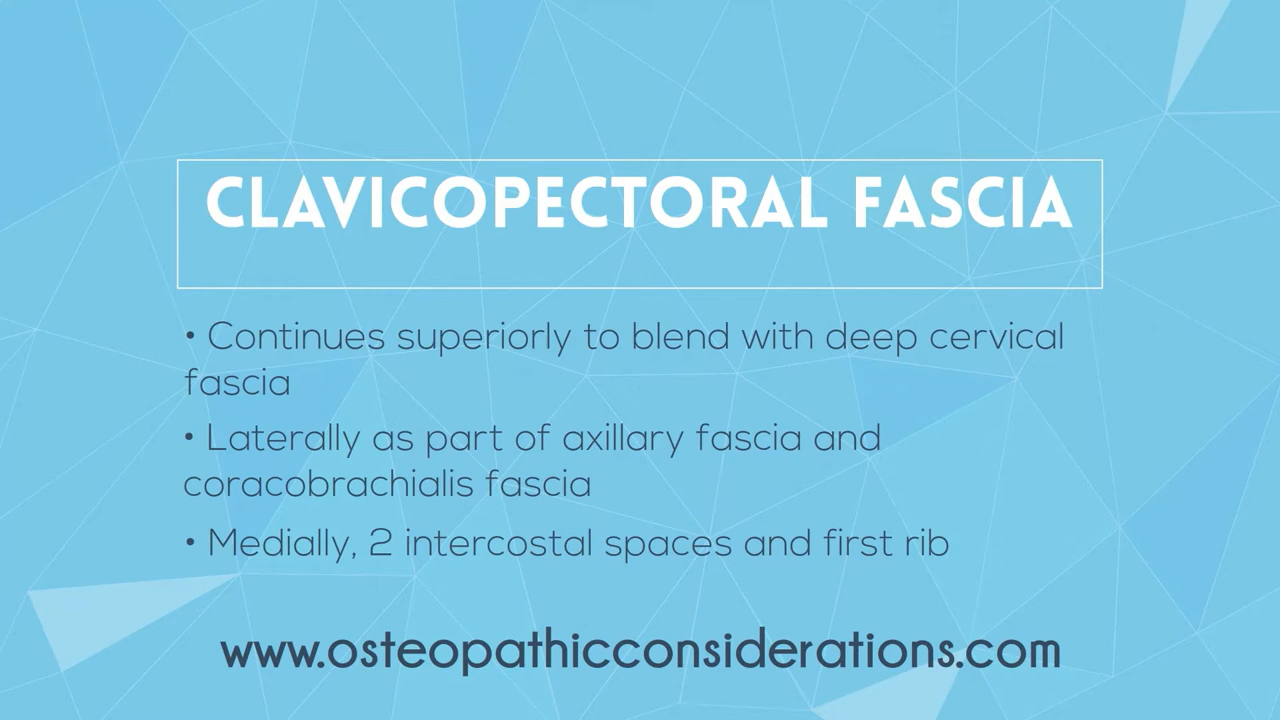 CLAVICOPECTORAL FASCIA
• Continues superiorly to blend with deep cervical
fascia
• Laterally as part of axillary fascia and
coracobrachialis fascia
• Medially, 2 intercostal spaces and first rib
www.osteopathicconsiderations.com